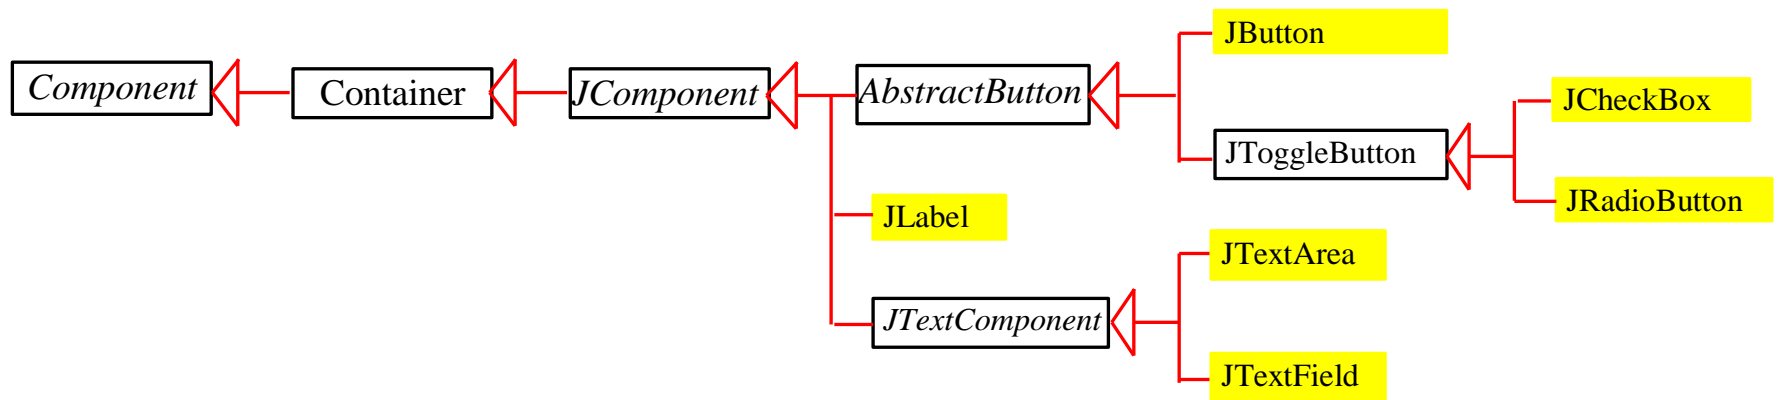 Component
Container
JComponent
AbstractButton
JButton
JToggleButton
JCheckBox
JRadioButton
JLabel
JTextComponent
JTextArea
JTextField